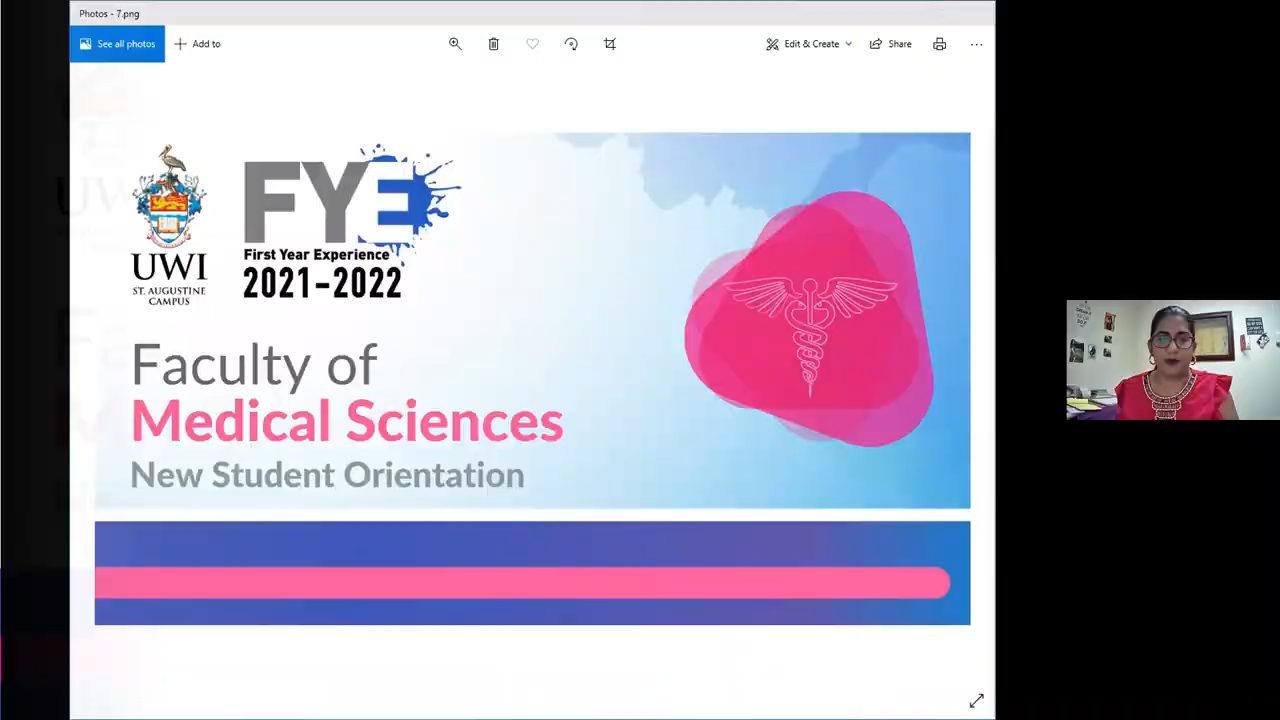 Photos - 7.png
See all photos
Add to
Edit & Create
Share
UWI
ST. AUGUSTINE
CAMPUS
FYE
First Year Experience
2021-2022
Faculty of
Medical Sciences
New Student Orientation